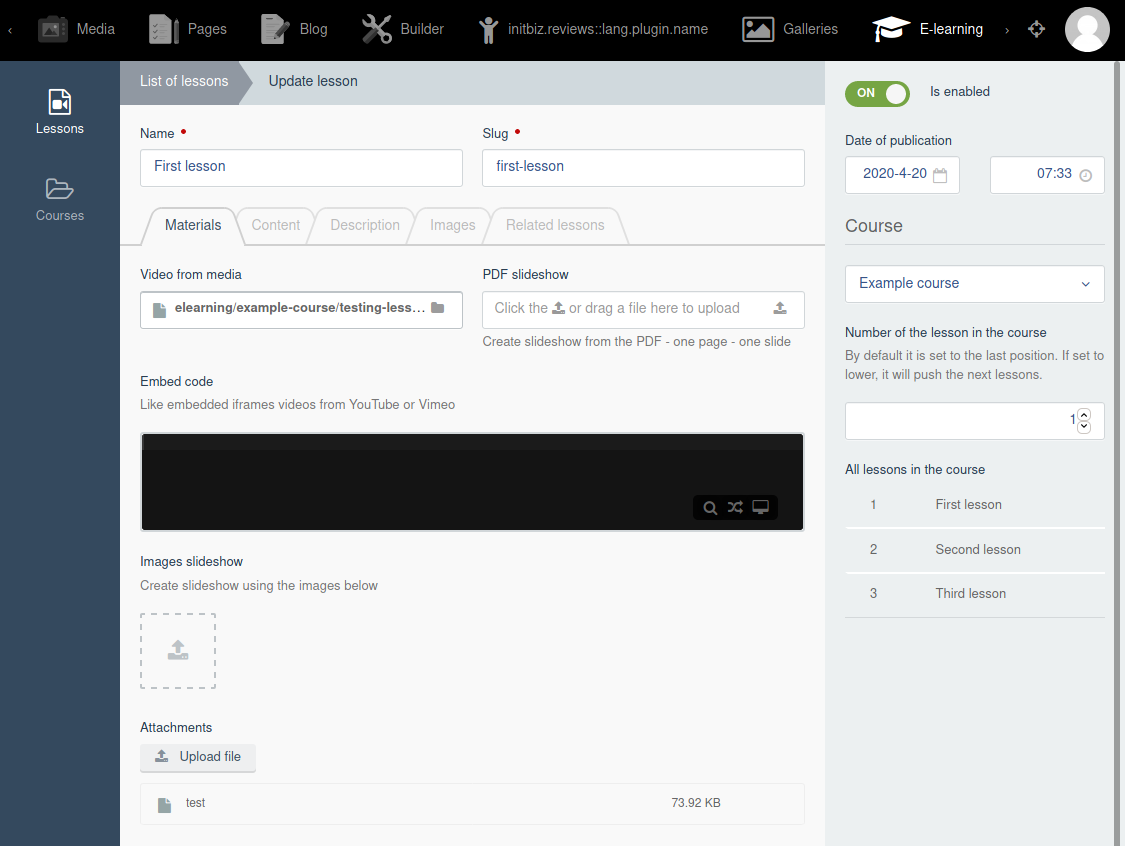 Media Pages Blog Builder initbiz.reviews::lang.plugin.name Galleries E-learning
Lessons
Courses
List of lessons Update lesson
Name • Slug •
First lesson first-lesson
Materials Content Description Images Related lessons
Video from media PDF slideshow
elearning/example-course/testing-less... Click the or drag a file here to upload
Create slideshow from the PDF - one page - one slide
Embed code
Like embedded iframes videos from YouTube or Vimeo
Images slideshow
Create slideshow using the images below
Attachments
Upload file
test 73.92 KB
ON Is enabled
Date of publication
2020-4-20 07:33
Course
Example course
Number of the lesson in the course
By default it is set to the last position. If set to
lower, it will push the next lessons.
1
All lessons in the course
1 First lesson
2 Second lesson
3 Third lesson